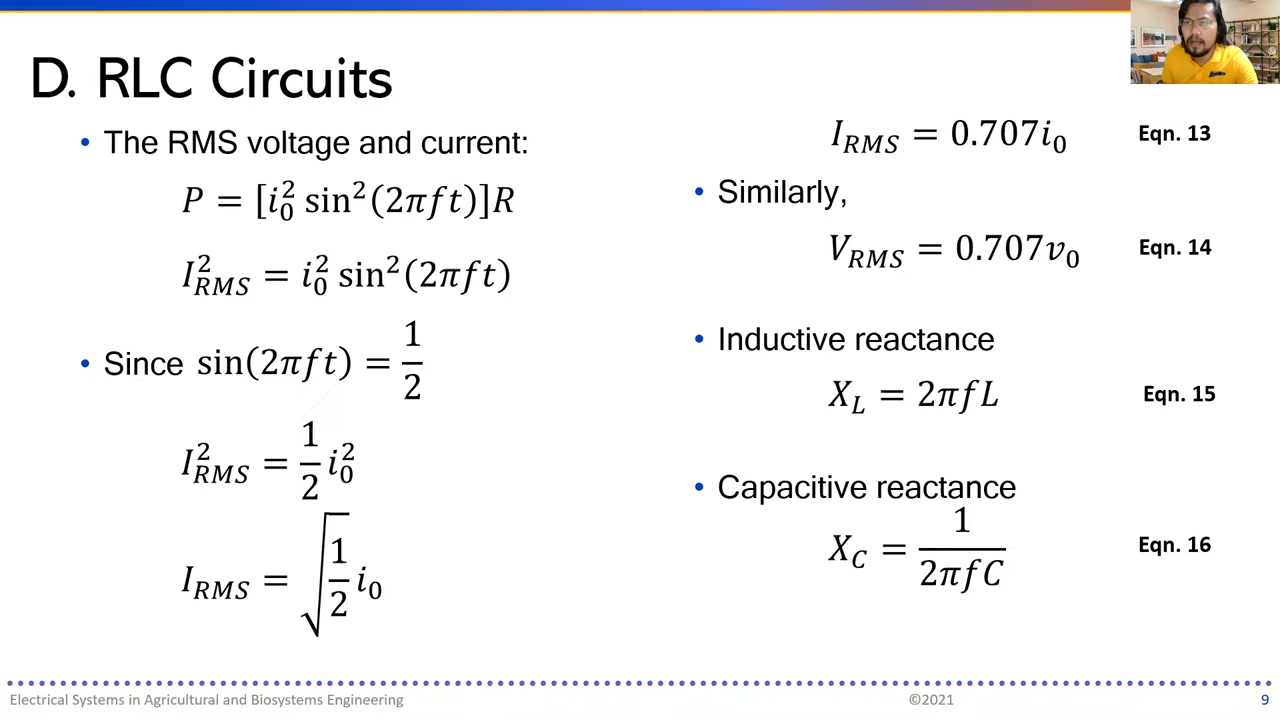 D. RLC Circuits
• The RMS voltage and current:
P = [i₀² sin²(2πft)]R
I²_RMS = i₀² sin²(2πft)
• Since sin(2πft) = 1/2
I²_RMS = 1/2 i₀²
I_RMS = √(1/2) i₀
I_RMS = 0.707i₀ Eqn. 13
• Similarly,
V_RMS = 0.707v₀ Eqn. 14
• Inductive reactance
X_L = 2πfL Eqn. 15
• Capacitive reactance
X_C = 1/(2πfC) Eqn. 16
Electrical Systems in Agricultural and Biosystems Engineering ©2021 9